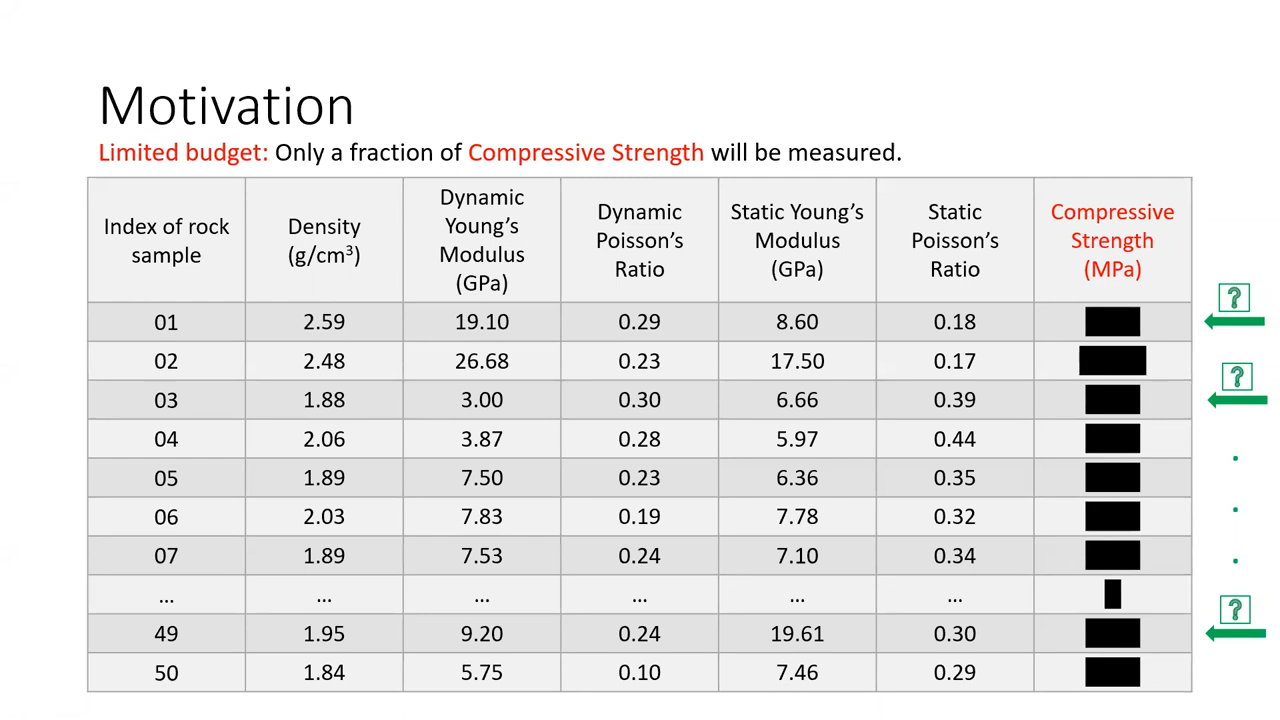 Motivation
Limited budget: Only a fraction of Compressive Strength will be measured.
Index of rock sample Density (g/cm³) Dynamic Young's Modulus (GPa) Dynamic Poisson's Ratio Static Young's Modulus (GPa) Static Poisson's Ratio Compressive Strength (MPa)
01 2.59 19.10 0.29 8.60 0.18 ?
02 2.48 26.68 0.23 17.50 0.17
03 1.88 3.00 0.30 6.66 0.39 ?
04 2.06 3.87 0.28 5.97 0.44
05 1.89 7.50 0.23 6.36 0.35
06 2.03 7.83 0.19 7.78 0.32
07 1.89 7.53 0.24 7.10 0.34
... ... ... ... ... ...
49 1.95 9.20 0.24 19.61 0.30 ?
50 1.84 5.75 0.10 7.46 0.29